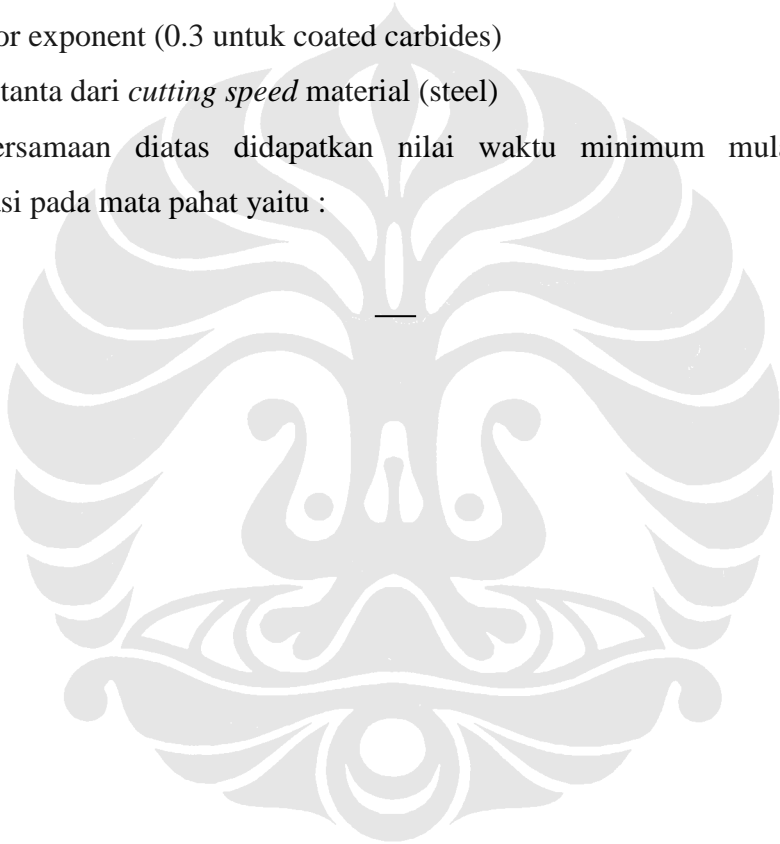 or exponent (0.3 untuk coated carbides)
tanta dari cutting speed material (steel)
ersamaan diatas didapatkan nilai waktu minimum mula
si pada mata pahat yaitu :